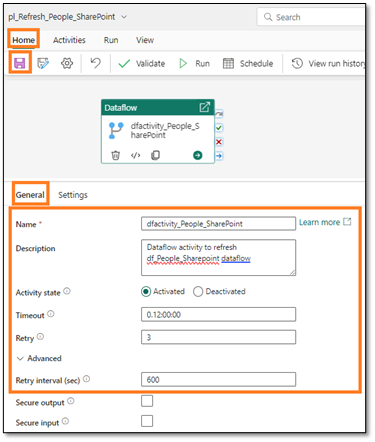 pl_Refresh_People_SharePoint
Search
Home Activities Run View
Validate Run Schedule View run history
Dataflow
dfactivity_People_S
harePoint
General Settings
Name * dfactivity_People_SharePoint Learn more
Description Dataflow activity to refresh
df_People_Sharepoint dataflow
Activity state Activated Deactivated
Timeout 0.12:00:00
Retry 3
Advanced
Retry interval (sec) 600
Secure output
Secure input